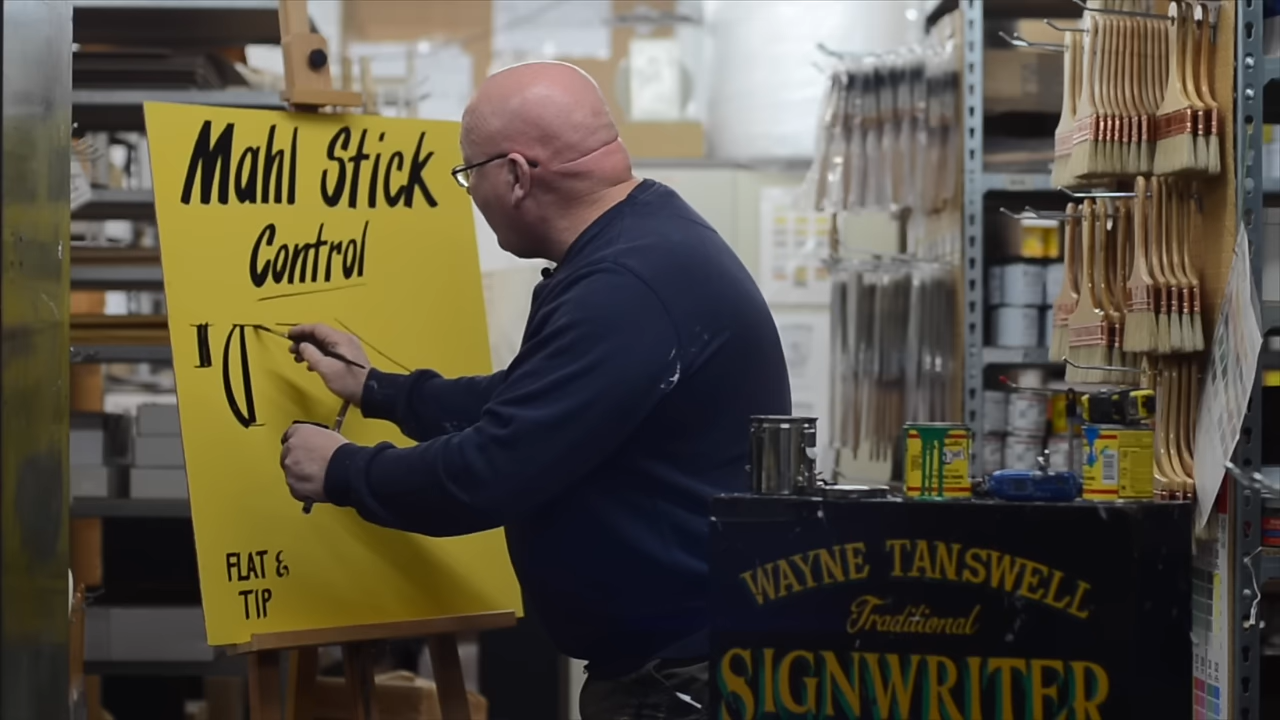 Mahl Stick
Control
FLAT &
TIP
WAYNE TANSWELL
Traditional
SIGNWRITER